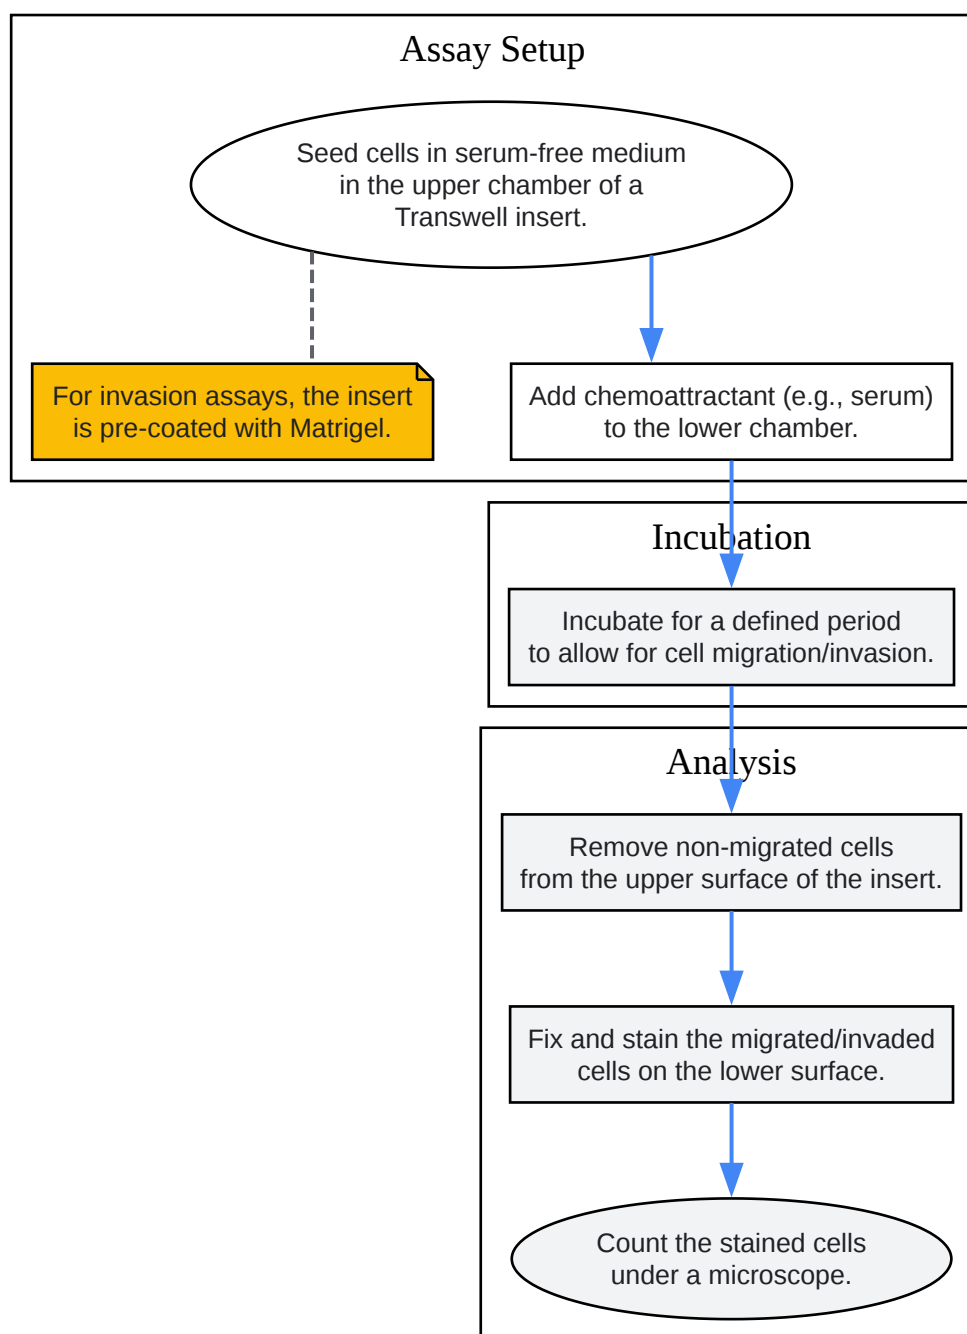 Assay Setup
Seed cells in serum-free medium
in the upper chamber of a
Transwell insert.
For invasion assays, the insert
is pre-coated with Matrigel.
Add chemoattractant (e.g., serum)
to the lower chamber.
Incubation
Incubate for a defined period
to allow for cell migration/invasion.
Analysis
Remove non-migrated cells
from the upper surface of the insert.
Fix and stain the migrated/invaded
cells on the lower surface.
Count the stained cells
under a microscope.